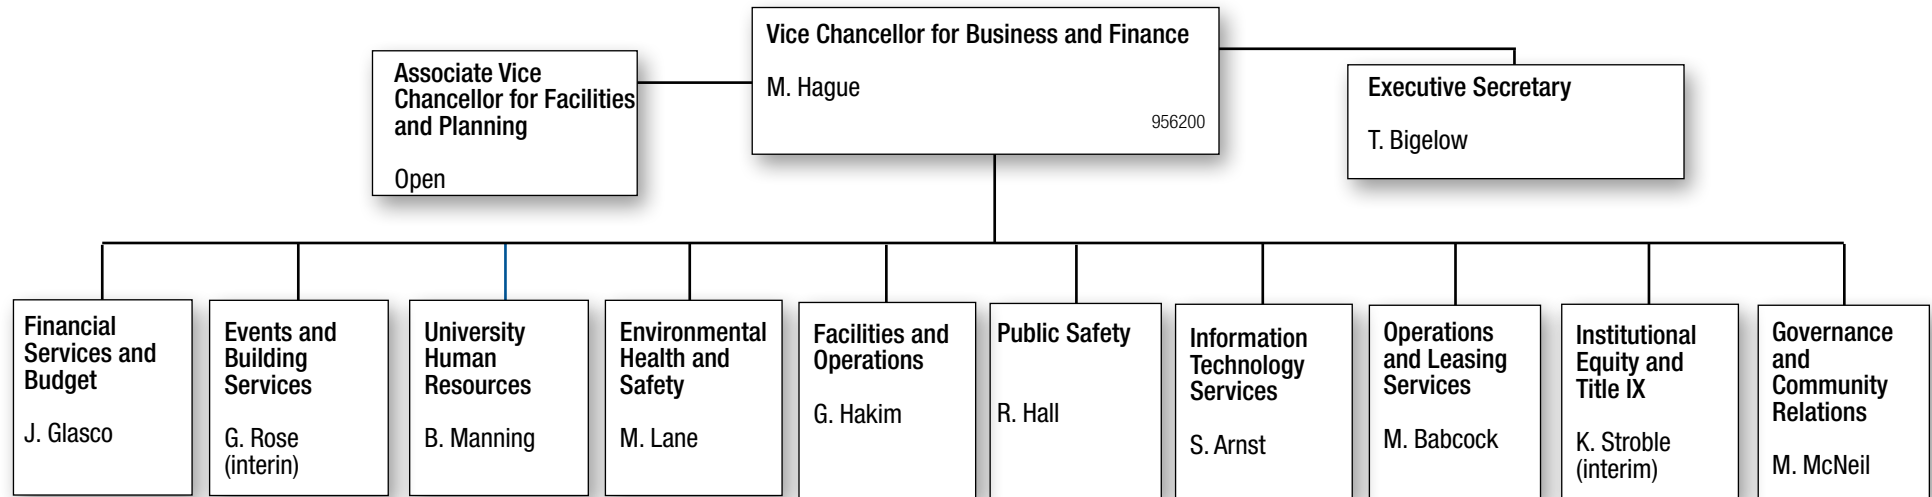 Vice Chancellor for Business and Finance
M. Hague
956200
Associate Vice
Chancellor for Facilities
and Planning
Open
Executive Secretary
T. Bigelow
Financial
Services and
Budget
J. Glasco
Events and
Building
Services
G. Rose
(interin)
University
Human
Resources
B. Manning
Environmental
Health and
Safety
M. Lane
Facilities and
Operations
G. Hakim
Public Safety
R. Hall
Information
Technology
Services
S. Arnst
Operations
and Leasing
Services
M. Babcock
Institutional
Equity and
Title IX
K. Stroble
(interim)
Governance
and
Community
Relations
M. McNeil